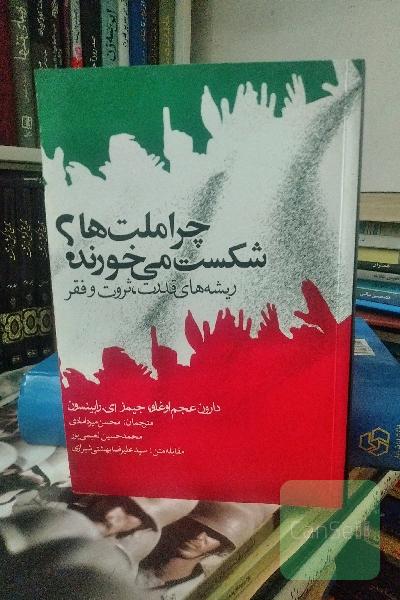 چرا ملت‌ها
شکست می‌خورند؟
ریشه‌های قدرت، ثروت و فقر
دارون عجم‌اوغلو، جیمز ای. رابینسون
مترجمان: محسن میردامادی
محمدحسین نعیمی‌پور
مقابله متن: سید علیرضا بهشتی شیرازی
CanSell